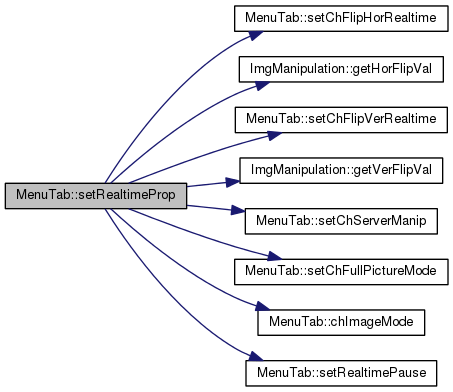 MenuTab::setChFlipHorRealtime
ImgManipulation::getHorFlipVal
MenuTab::setChFlipVerRealtime
ImgManipulation::getVerFlipVal
MenuTab::setRealtimeProp
MenuTab::setChServerManip
MenuTab::setChFullPictureMode
MenuTab::chImageMode
MenuTab::setRealtimePause